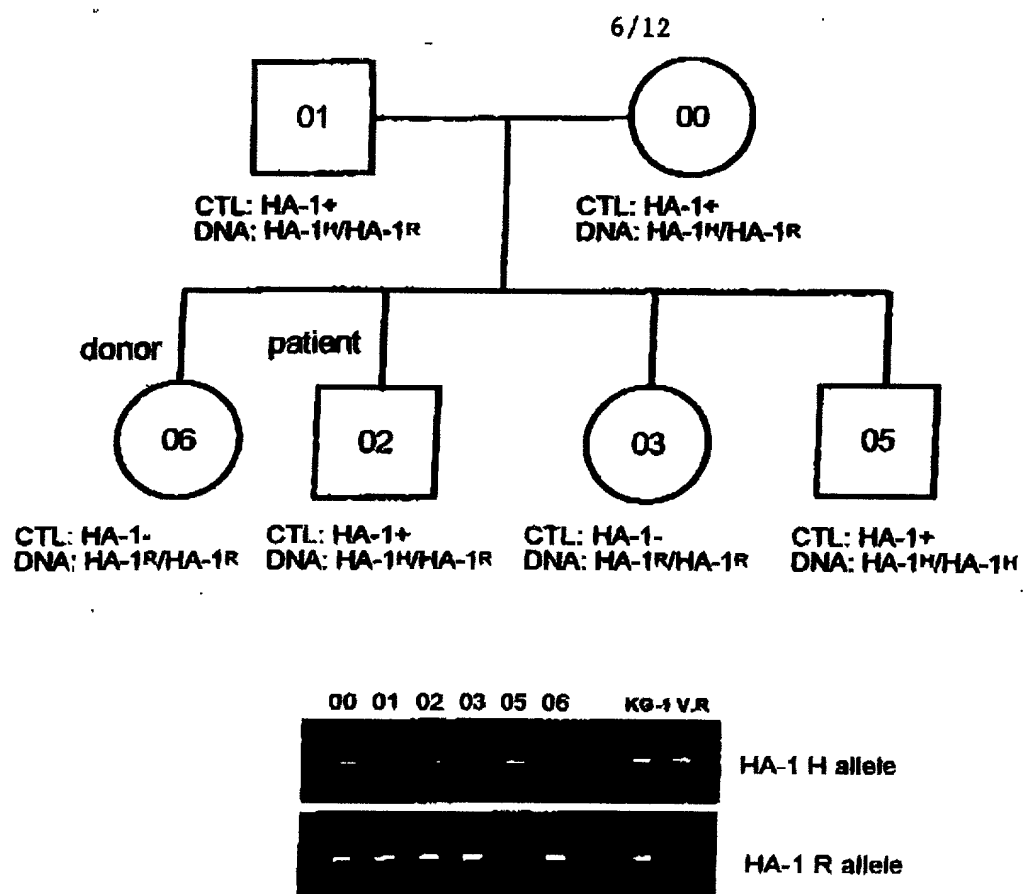 6/12
01
00
CTL: HA-1+
DNA: HA-1H/HA-1R
CTL: HA-1+
DNA: HA-1H/HA-1R
donor
patient
06
02
03
05
CTL: HA-1-
DNA: HA-1R/HA-1R
CTL: HA-1+
DNA: HA-1H/HA-1R
CTL: HA-1-
DNA: HA-1R/HA-1R
CTL: HA-1+
DNA: HA-1H/HA-1H
00 01 02 03 05 06 KG-1 V.R
HA-1 H allele
HA-1 R allele